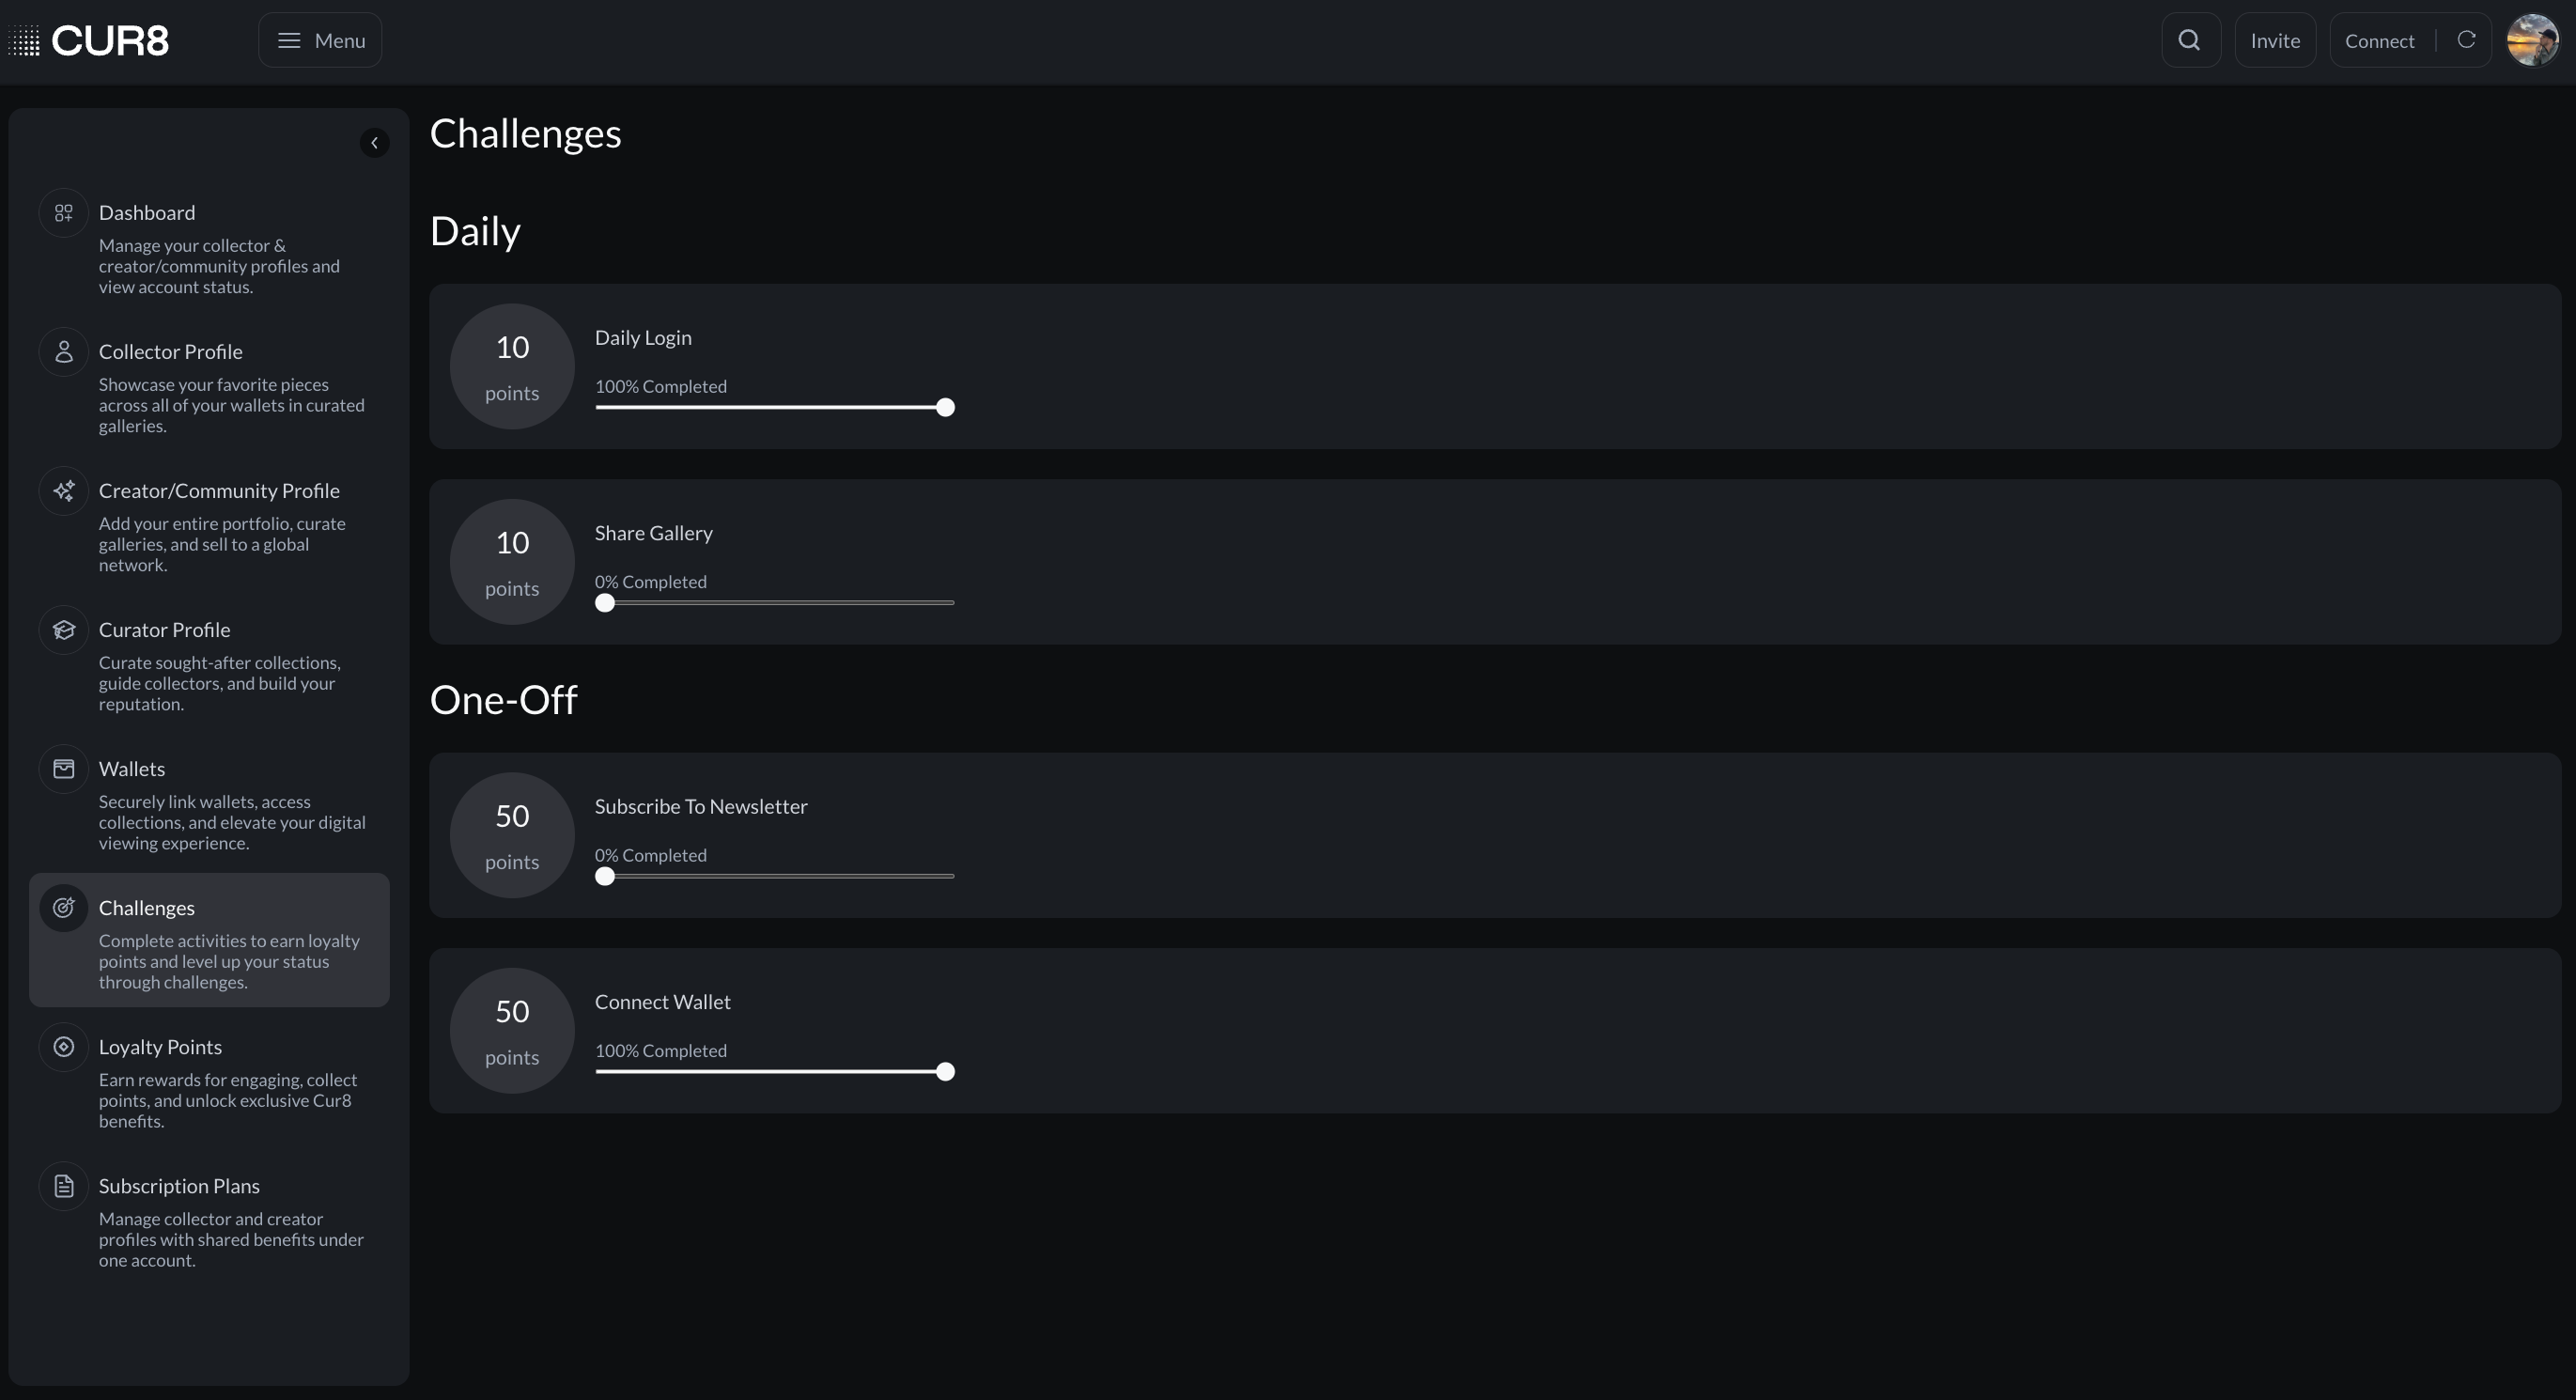 CUR8
Menu
Invite
Connect
Dashboard
Manage your collector &
creator/community profiles and
view account status.
Collector Profile
Showcase your favorite pieces
across all of your wallets in curated
galleries.
Creator/Community Profile
Add your entire portfolio, curate
galleries, and sell to a global
network.
Curator Profile
Curate sought-after collections,
guide collectors, and build your
reputation.
Wallets
Securely link wallets, access
collections, and elevate your digital
viewing experience.
Challenges
Complete activities to earn loyalty
points and level up your status
through challenges.
Loyalty Points
Earn rewards for engaging, collect
points, and unlock exclusive Cur8
benefits.
Subscription Plans
Manage collector and creator
profiles with shared benefits under
one account.
Challenges
Daily
10
points
Daily Login
100% Completed
10
points
Share Gallery
0% Completed
One-Off
50
points
Subscribe To Newsletter
0% Completed
50
points
Connect Wallet
100% Completed